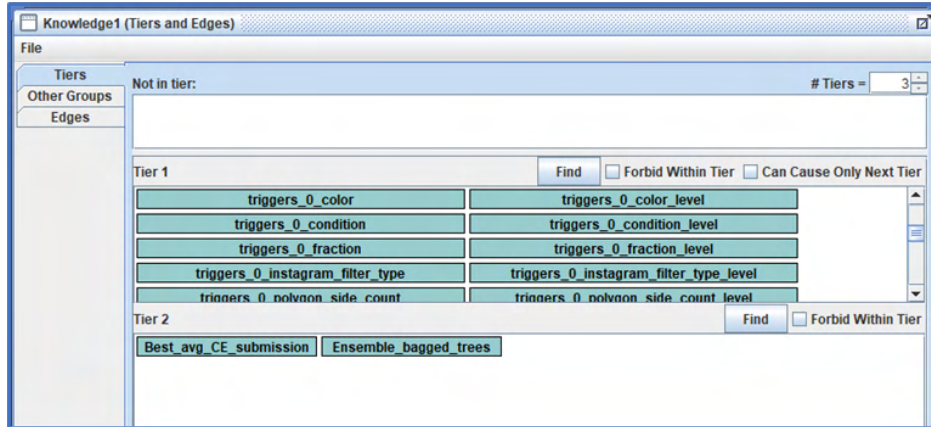 Knowledge1 (Tiers and Edges)
File
Tiers
Other Groups
Edges
Not in tier: # Tiers = 3
Tier 1 Find Forbid Within Tier Can Cause Only Next Tier
triggers_0_color triggers_0_color_level
triggers_0_condition triggers_0_condition_level
triggers_0_fraction triggers_0_fraction_level
triggers_0_instagram_filter_type triggers_0_instagram_filter_type_level
triggers_0_polygon_side_count triggers_0_polygon_side_count_level
Tier 2 Find Forbid Within Tier
Best_avg_CE_submission Ensemble_bagged_trees